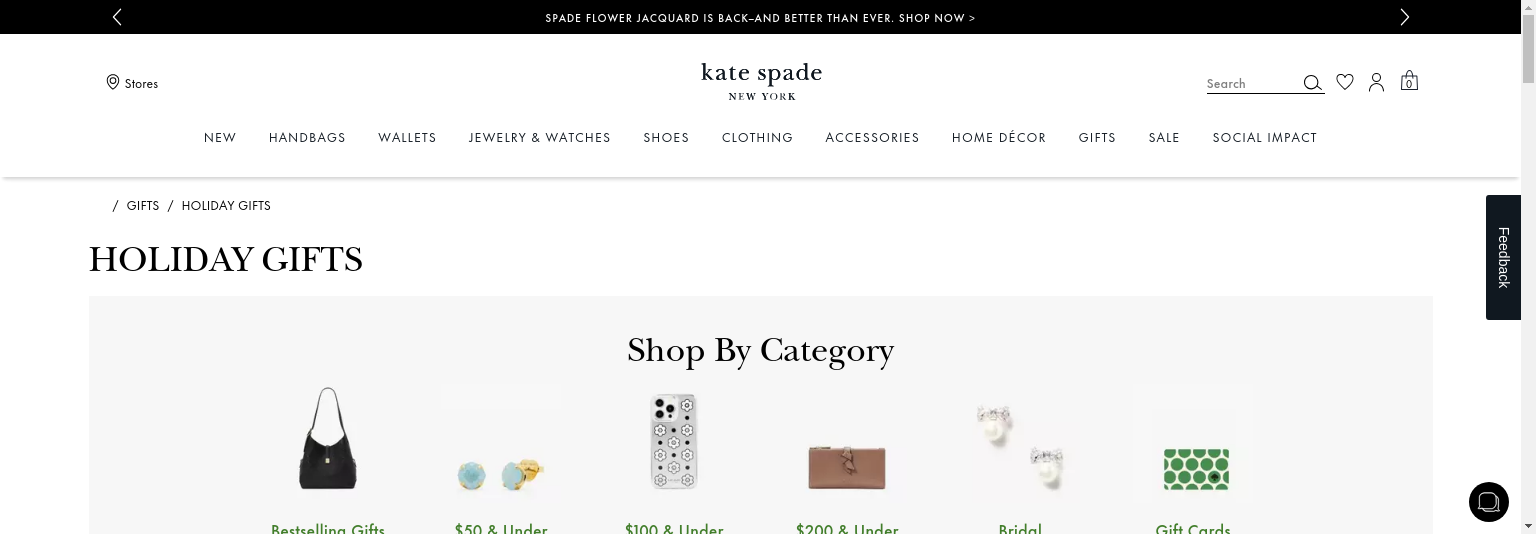 SPADE FLOWER JACQUARD IS BACK–AND BETTER THAN EVER. SHOP NOW >
Stores
kate spade
NEW YORK
Search
0
NEW HANDBAGS WALLETS JEWELRY & WATCHES SHOES CLOTHING ACCESSORIES HOME DÉCOR GIFTS SALE SOCIAL IMPACT
/ GIFTS / HOLIDAY GIFTS
Feedback
HOLIDAY GIFTS
Shop By Category
Bestselling Gifts $50 & Under $100 & Under $200 & Under Bridal Gift Cards